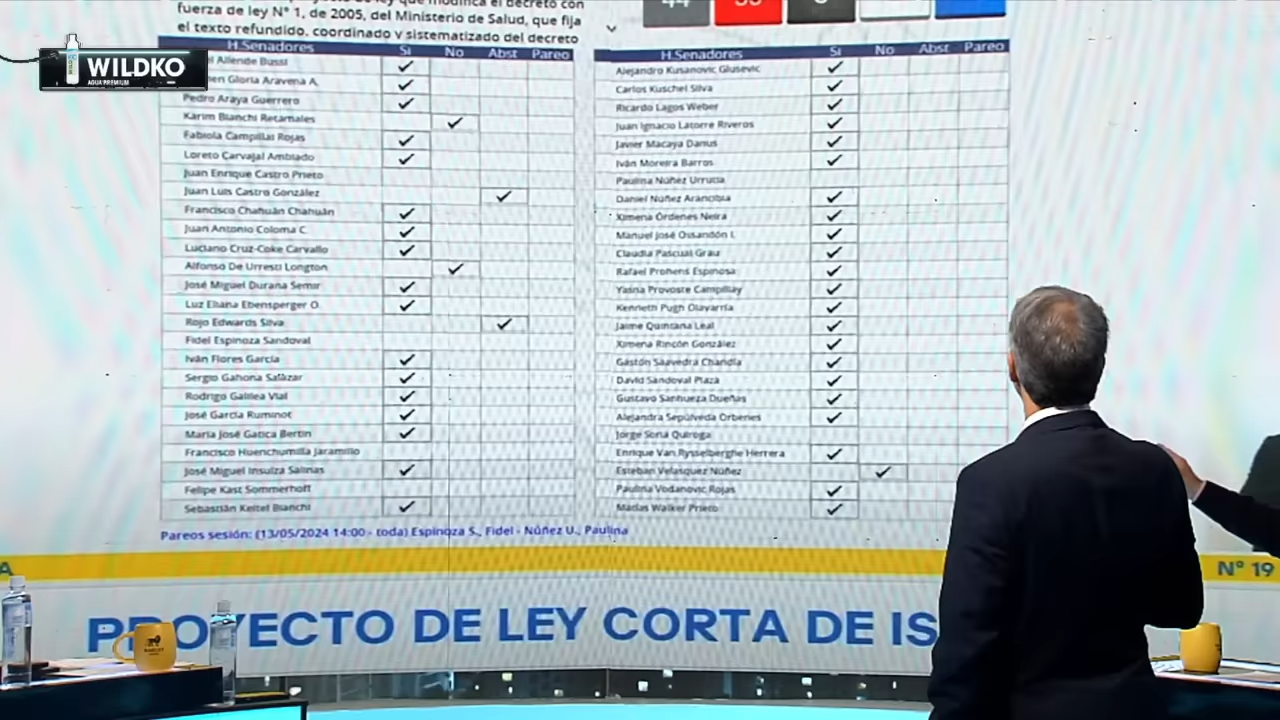 ley que modifica el decreto con
fuerza de ley N° 1, de 2005, del Ministerio de Salud, que fija
el texto refundido, coordinado y sistematizado del decreto
H.Senadores Si No Abst Pareo
Allende Bussi
Gloria Aravena A.
Pedro Araya Guerrero
Karim Bianchi Retamales
Fabiola Campillai Rojas
Loreto Carvajal Ambiado
Juan Enrique Castro Prieto
Juan Luis Castro González
Francisco Chahuán Chahuán
Juan Antonio Coloma C.
Luciano Cruz-Coke Carvallo
Alfonso De Urresti Longton
José Miguel Durana Semir
Luz Eliana Ebensperger O.
Rojo Edwards Silva
Fidel Espinoza Sandoval
Iván Flores García
Sergio Gahona Salazar
Rodrigo Galilea Vial
José García Ruminot
María José Gatica Bertin
Francisco Huenchumilla Jaramillo
José Miguel Insulza Salinas
Felipe Kast Sommerhoff
Sebastián Keitel Bianchi
H.Senadores Si No Abst Pareo
Alejandro Kusanovic Glusevic
Carlos Kuschel Silva
Ricardo Lagos Weber
Juan Ignacio Latorre Riveros
Javier Macaya Danus
Iván Moreira Barros
Paulina Núñez Urrutia
Daniel Núñez Arancibia
Ximena Órdenes Neira
Manuel José Ossandón I.
Claudia Pascual Grau
Rafael Prohens Espinosa
Yasna Provoste Campillay
Kenneth Pugh Olavarría
Jaime Quintana Leal
Ximena Rincón González
Gastón Saavedra Chandía
David Sandoval Plaza
Gustavo Sanhueza Dueñas
Alejandra Sepúlveda Orbenes
Jorge Soria Quiroga
Enrique Van Rysselberghe Herrera
Esteban Velásquez Núñez
Paulina Vodanovic Rojas
Matías Walker Prieto
Pareos sesión: (13/05/2024 14:00 - toda) Espinoza S., Fidel - Núñez U., Paulina
WILDKO
AGUA PREMIUM
A
N° 19
PROYECTO DE LEY CORTA DE IS